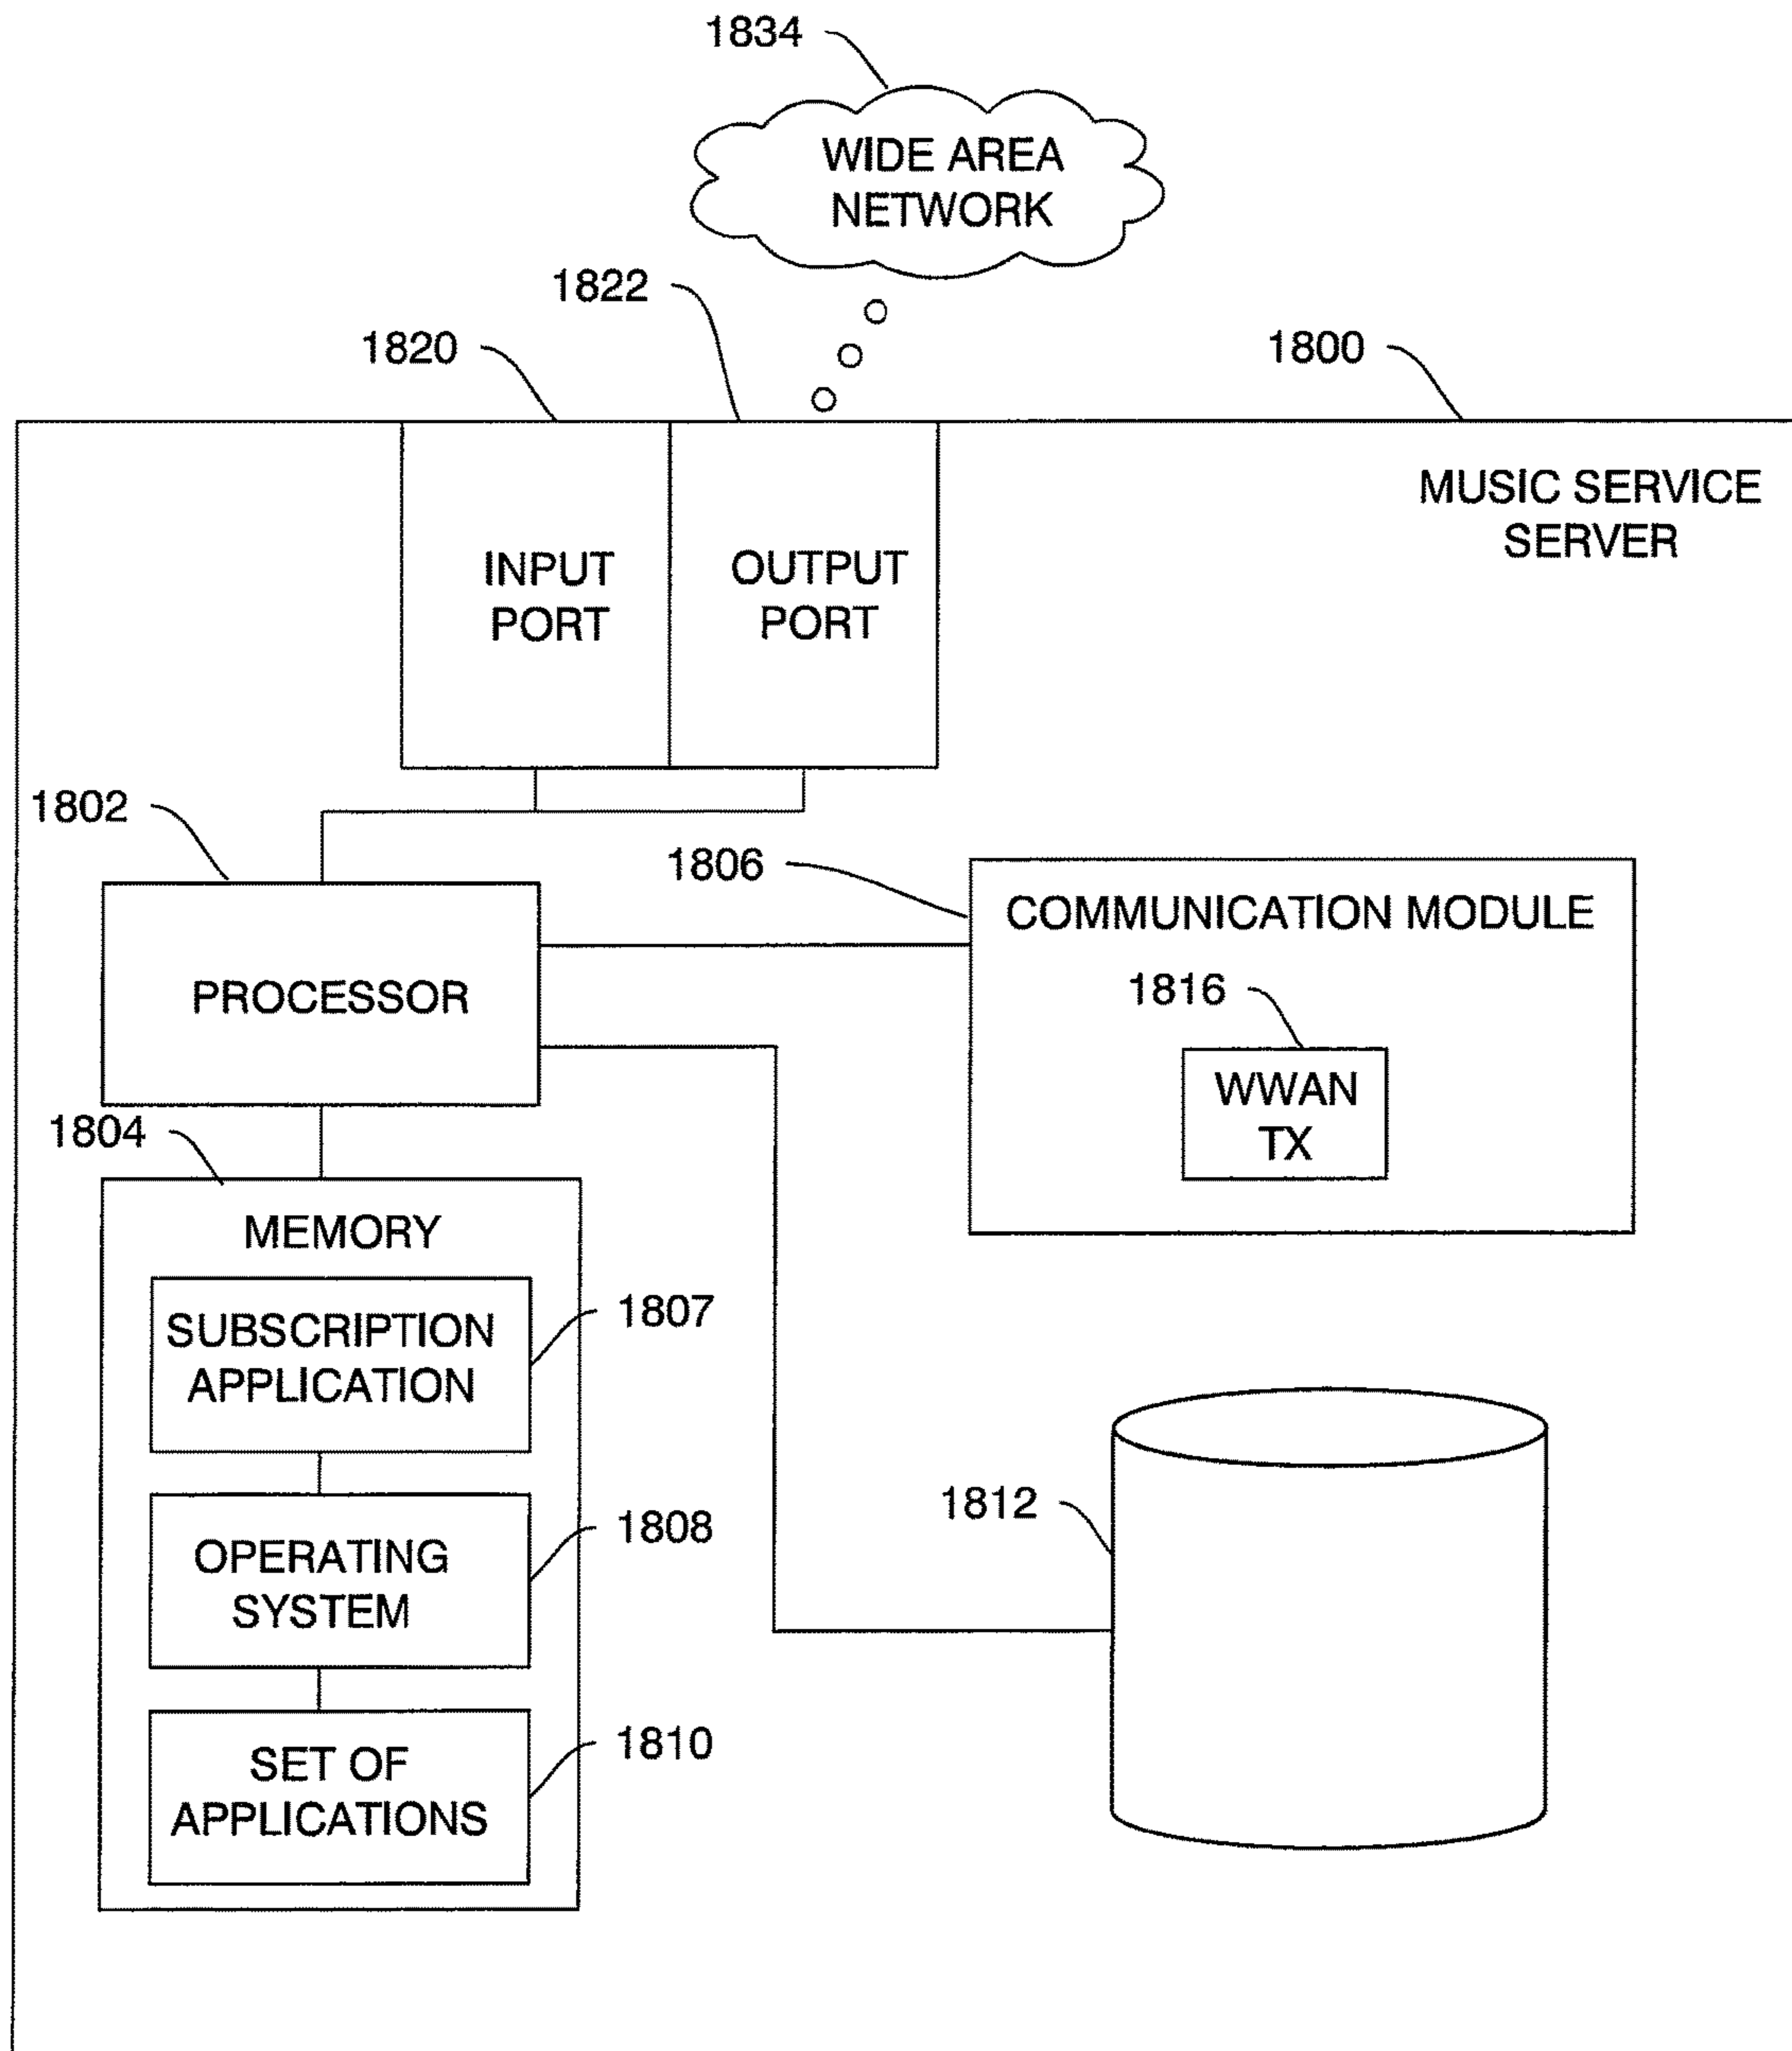 1834
WIDE AREA
NETWORK
1822
1820
1800
MUSIC SERVICE
SERVER
INPUT
PORT
OUTPUT
PORT
1802
1806
PROCESSOR
COMMUNICATION MODULE
1816
WWAN
TX
1804
MEMORY
SUBSCRIPTION
APPLICATION
1807
OPERATING
SYSTEM
1808
1812
SET OF
APPLICATIONS
1810